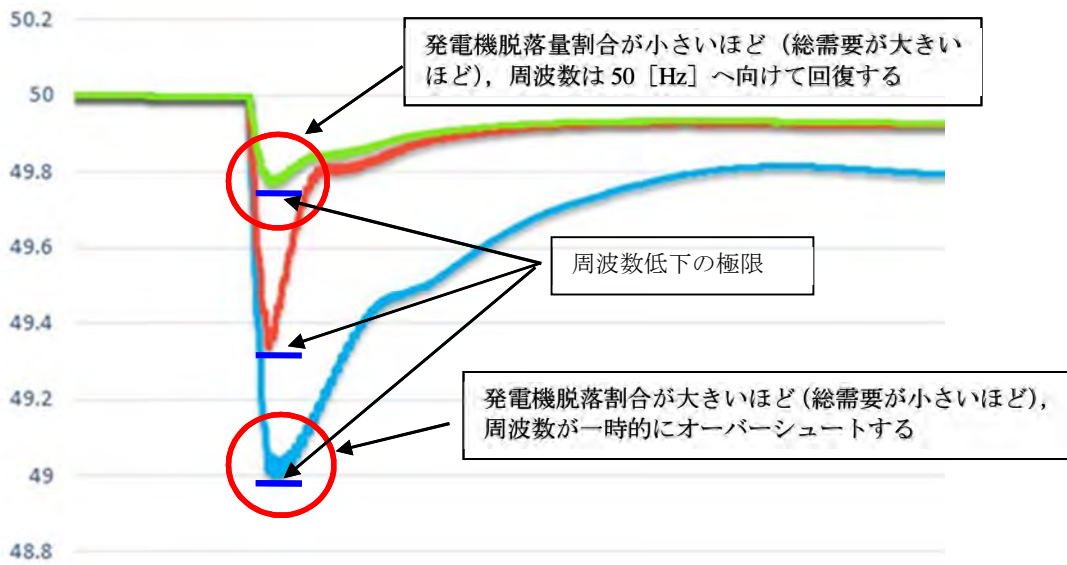 50.2
発電機脱落量割合が小さいほど（総需要が大きい
ほど），周波数は 50［Hz］へ向けて回復する
50
49.8
49.6
周波数低下の極限
49.4
49.2
発電機脱落割合が大きいほど（総需要が小さいほど），
周波数が一時的にオーバーシュートする
49
48.8